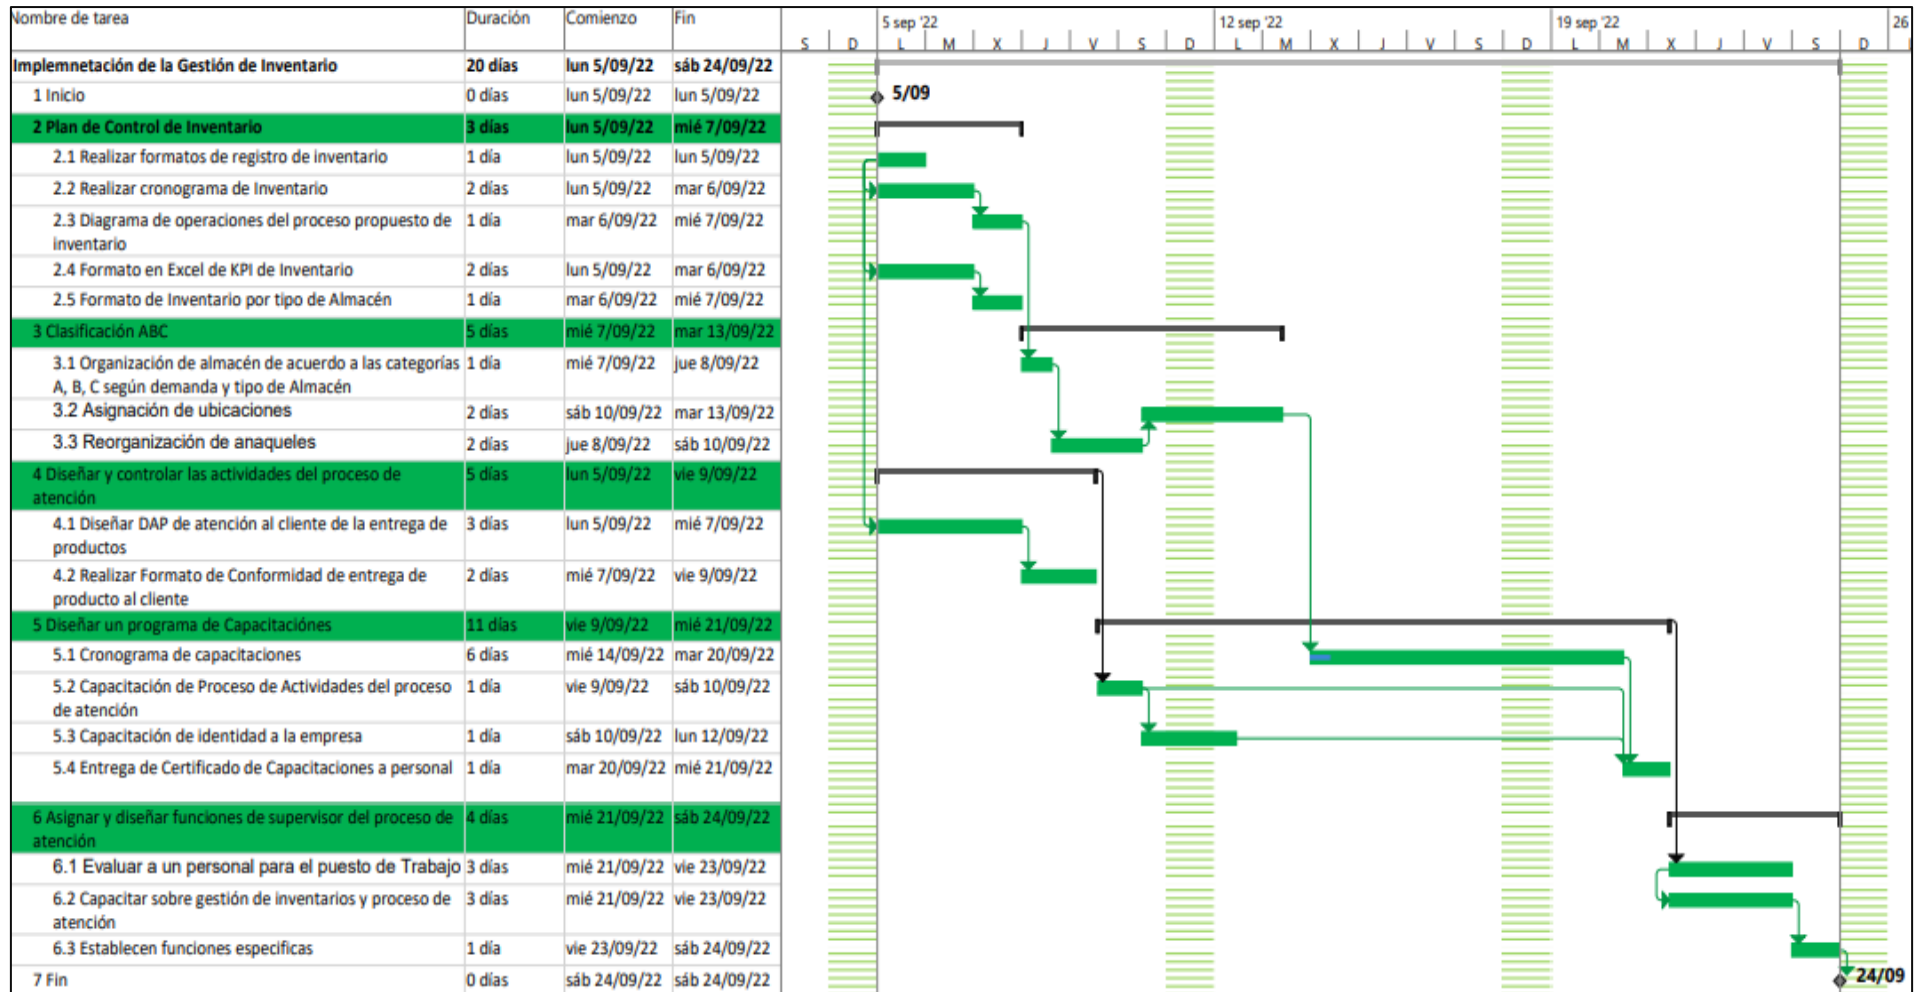 Nombre de tarea Duración Comienzo Fin 5 sep '22 12 sep '22 19 sep '22 26
S D L M X J V S D L M X J V S D L M X J V S D
Implemnetación de la Gestión de Inventario 20 días lun 5/09/22 sáb 24/09/22
1 Inicio 0 días lun 5/09/22 lun 5/09/22 5/09
2 Plan de Control de Inventario 3 días lun 5/09/22 mié 7/09/22
2.1 Realizar formatos de registro de inventario 1 día lun 5/09/22 lun 5/09/22
2.2 Realizar cronograma de Inventario 2 días lun 5/09/22 mar 6/09/22
2.3 Diagrama de operaciones del proceso propuesto de 1 día mar 6/09/22 mié 7/09/22
inventario
2.4 Formato en Excel de KPI de Inventario 2 días lun 5/09/22 mar 6/09/22
2.5 Formato de Inventario por tipo de Almacén 1 día mar 6/09/22 mié 7/09/22
3 Clasificación ABC 5 días mié 7/09/22 mar 13/09/22
3.1 Organización de almacén de acuerdo a las categorías 1 día mié 7/09/22 jue 8/09/22
A, B, C según demanda y tipo de Almacén
3.2 Asignación de ubicaciones 2 días sáb 10/09/22 mar 13/09/22
3.3 Reorganización de anaqueles 2 días jue 8/09/22 sáb 10/09/22
4 Diseñar y controlar las actividades del proceso de 5 días lun 5/09/22 vie 9/09/22
atención
4.1 Diseñar DAP de atención al cliente de la entrega de 3 días lun 5/09/22 mié 7/09/22
productos
4.2 Realizar Formato de Conformidad de entrega de 2 días mié 7/09/22 vie 9/09/22
producto al cliente
5 Diseñar un programa de Capacitaciónes 11 días vie 9/09/22 mié 21/09/22
5.1 Cronograma de capacitaciones 6 días mié 14/09/22 mar 20/09/22
5.2 Capacitación de Proceso de Actividades del proceso 1 día vie 9/09/22 sáb 10/09/22
de atención
5.3 Capacitación de identidad a la empresa 1 día sáb 10/09/22 lun 12/09/22
5.4 Entrega de Certificado de Capacitaciones a personal 1 día mar 20/09/22 mié 21/09/22
6 Asignar y diseñar funciones de supervisor del proceso de 4 días mié 21/09/22 sáb 24/09/22
atención
6.1 Evaluar a un personal para el puesto de Trabajo 3 días mié 21/09/22 vie 23/09/22
6.2 Capacitar sobre gestión de inventarios y proceso de 3 días mié 21/09/22 vie 23/09/22
atención
6.3 Establecen funciones especificas 1 día vie 23/09/22 sáb 24/09/22
7 Fin 0 días sáb 24/09/22 sáb 24/09/22 24/09